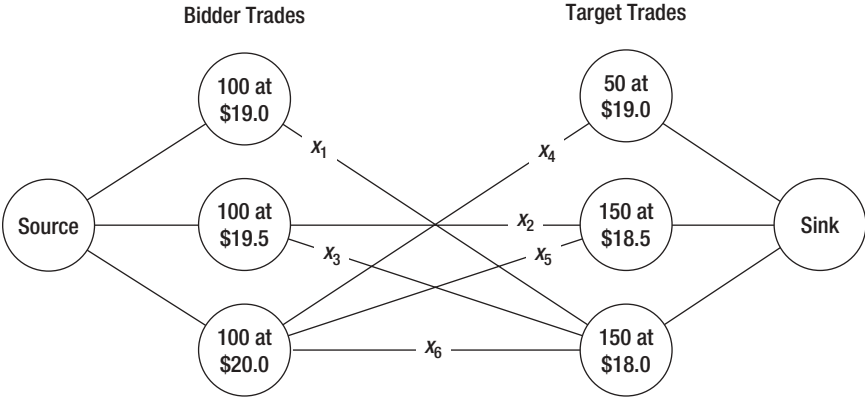 Bidder Trades
Target Trades
100 at
$19.0
50 at
$19.0
x1
x4
Source
100 at
$19.5
x2
150 at
$18.5
Sink
x3
x5
100 at
$20.0
x6
150 at
$18.0